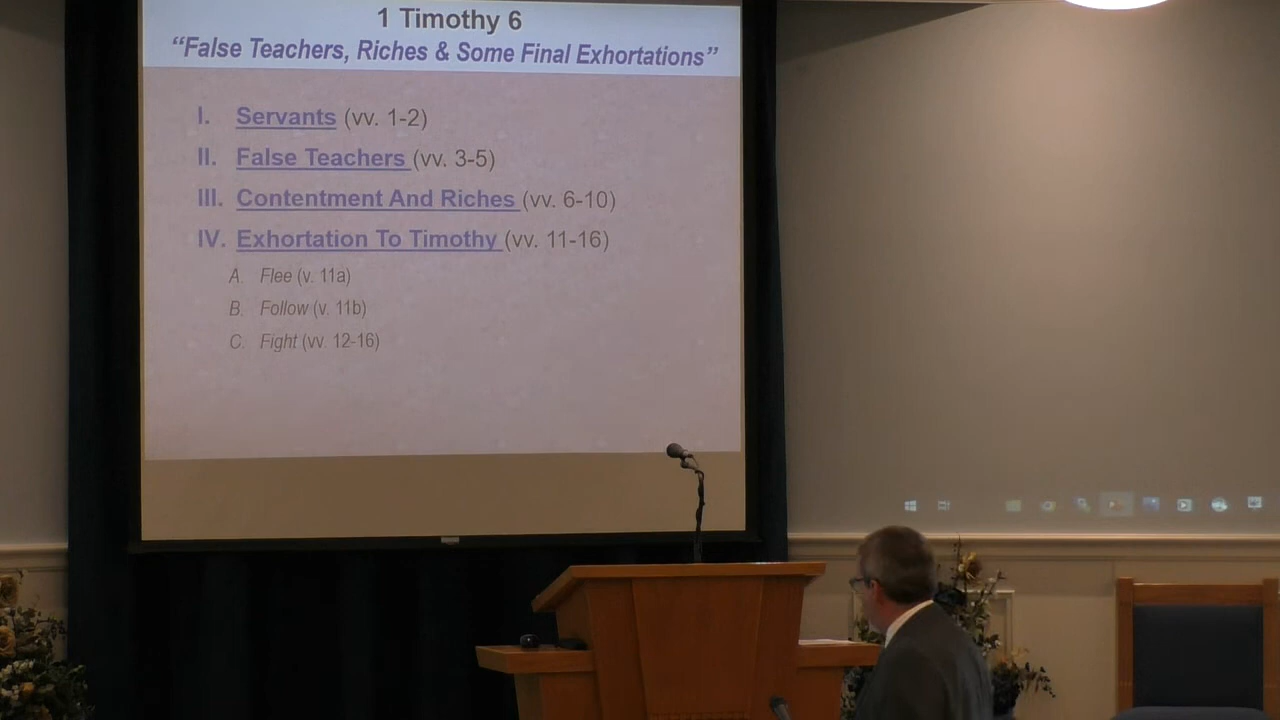 1 Timothy 6
“False Teachers, Riches & Some Final Exhortations”
I. Servants (vv. 1-2)
II. False Teachers (vv. 3-5)
III. Contentment And Riches (vv. 6-10)
IV. Exhortation To Timothy (vv. 11-16)
A. Flee (v. 11a)
B. Follow (v. 11b)
C. Fight (vv. 12-16)